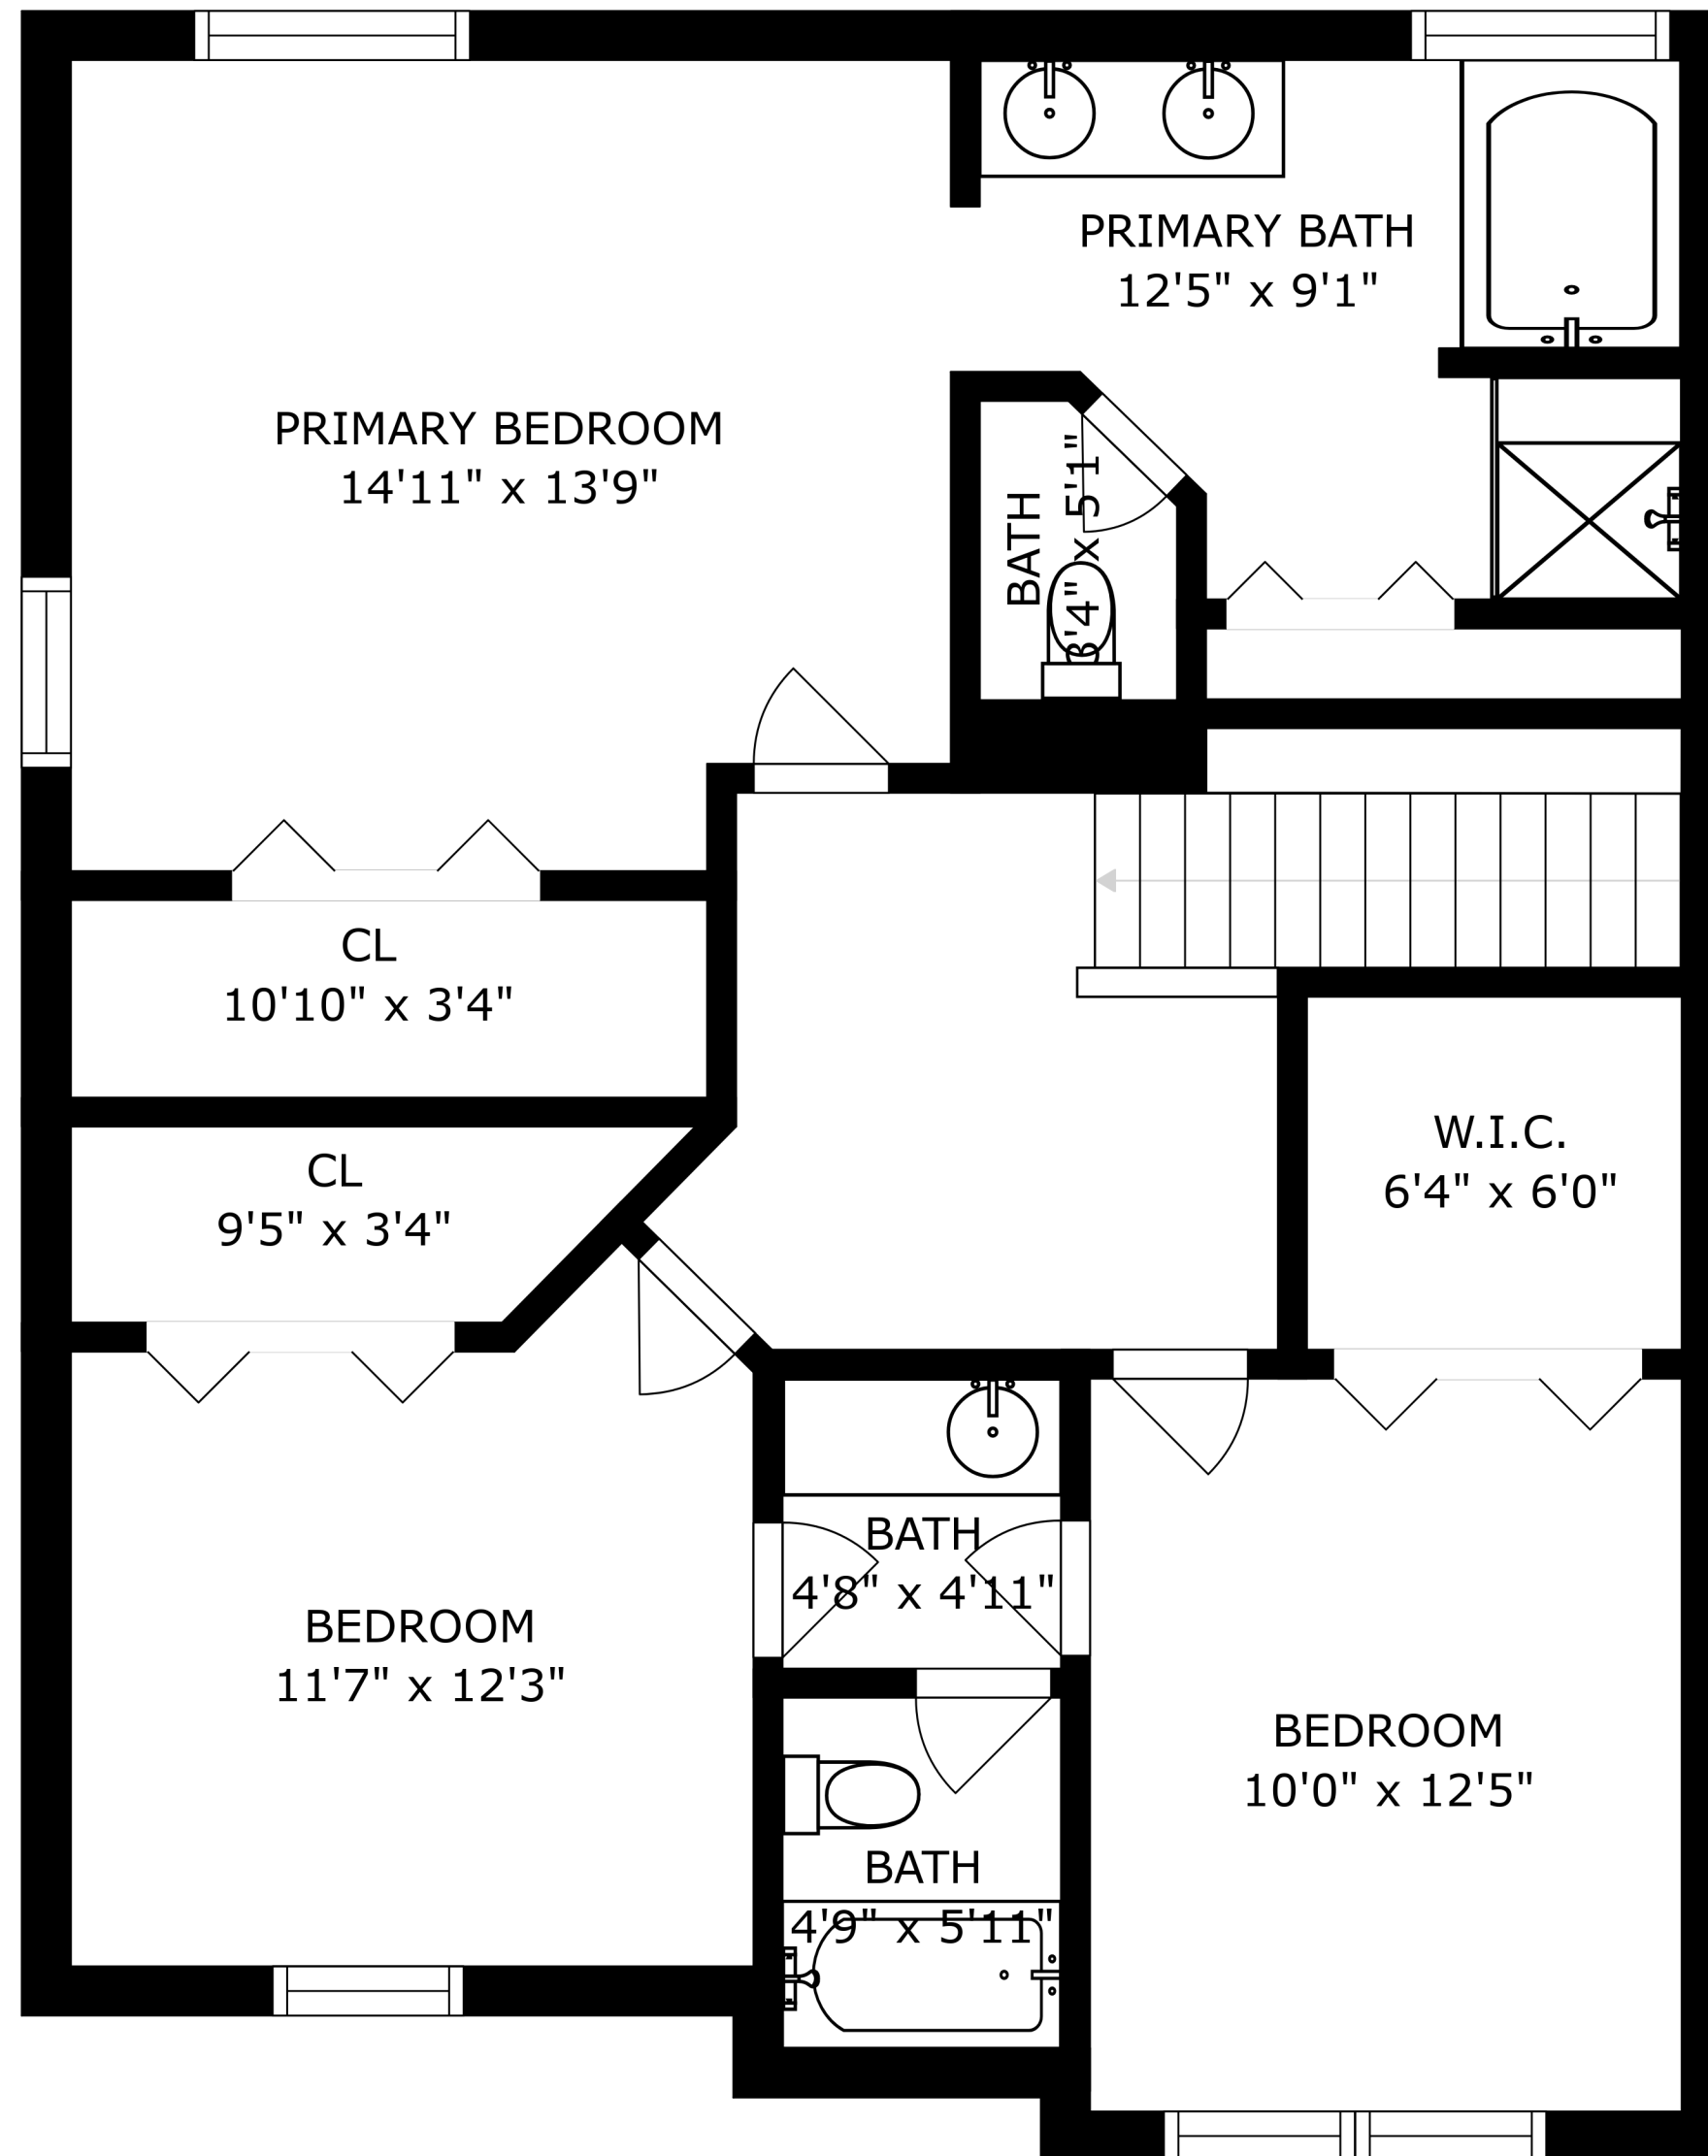 PRIMARY BATH
12'5" x 9'1"
PRIMARY BEDROOM
14'11" x 13'9"
BATH
3'4" x 5'1"
CL
10'10" x 3'4"
CL
9'5" x 3'4"
W.I.C.
6'4" x 6'0"
BATH
4'8" x 4'11"
BEDROOM
11'7" x 12'3"
BEDROOM
10'0" x 12'5"
BATH
4'9" x 5'11"